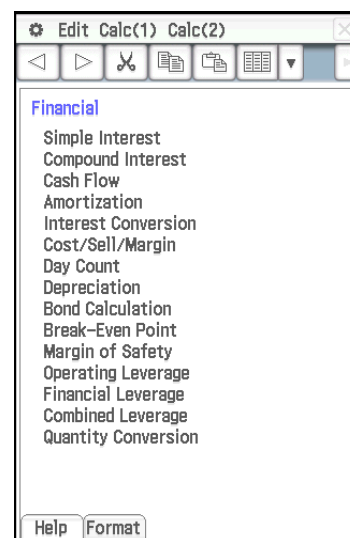 Edit Calc(1) Calc(2)
Financial
Simple Interest
Compound Interest
Cash Flow
Amortization
Interest Conversion
Cost/Sell/Margin
Day Count
Depreciation
Bond Calculation
Break-Even Point
Margin of Safety
Operating Leverage
Financial Leverage
Combined Leverage
Quantity Conversion
Help Format